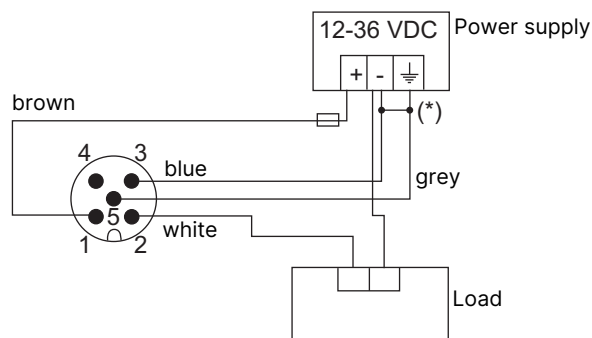 12-36 VDC Power supply
+ -
brown
(*)
4 3
blue
grey
5
white
1 2
Load